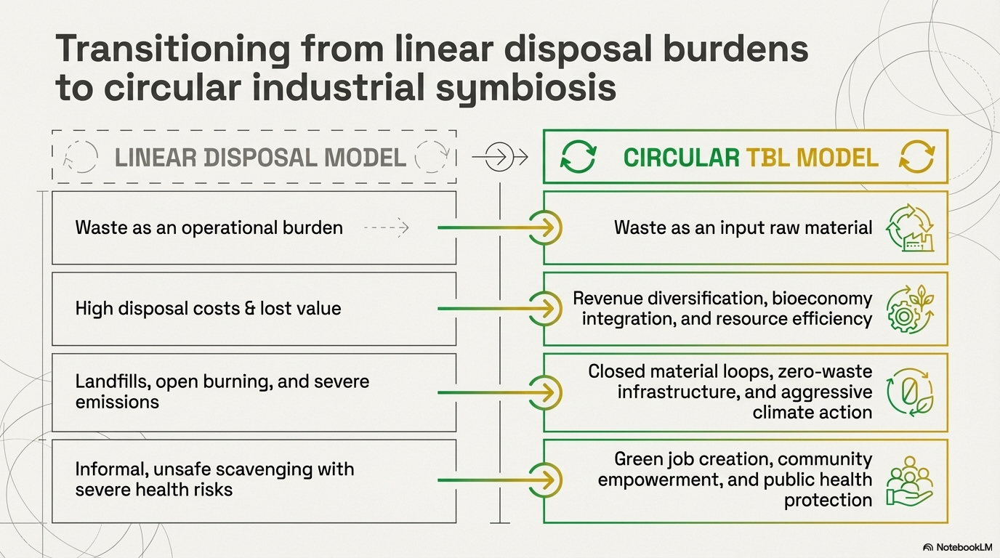 Transitioning from linear disposal burdens
to circular industrial symbiosis
LINEAR DISPOSAL MODEL
CIRCULAR TBL MODEL
Waste as an operational burden
Waste as an input raw material
High disposal costs & lost value
Revenue diversification, bioeconomy
integration, and resource efficiency
Landfills, open burning, and severe
emissions
Closed material loops, zero-waste
infrastructure, and aggressive
climate action
Informal, unsafe scavenging with
severe health risks
Green job creation, community
empowerment, and public health
protection
NotebookLM